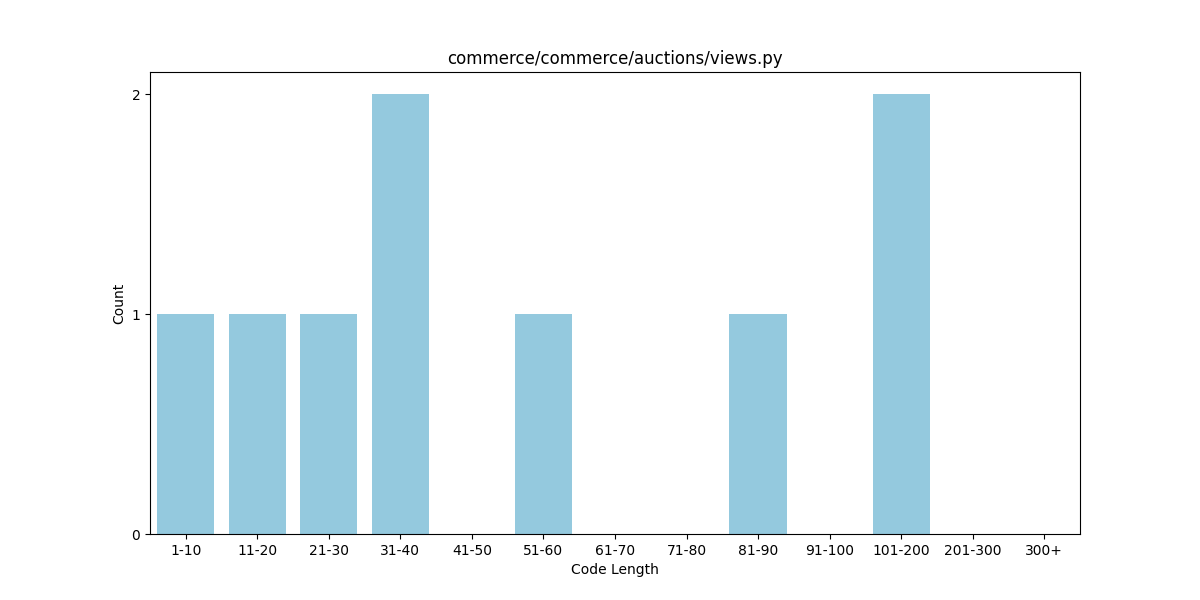 commerce/commerce/auctions/views.py
Count
2
1
0
1-10 11-20 21-30 31-40 41-50 51-60 61-70 71-80 81-90 91-100 101-200 201-300 300+
Code Length